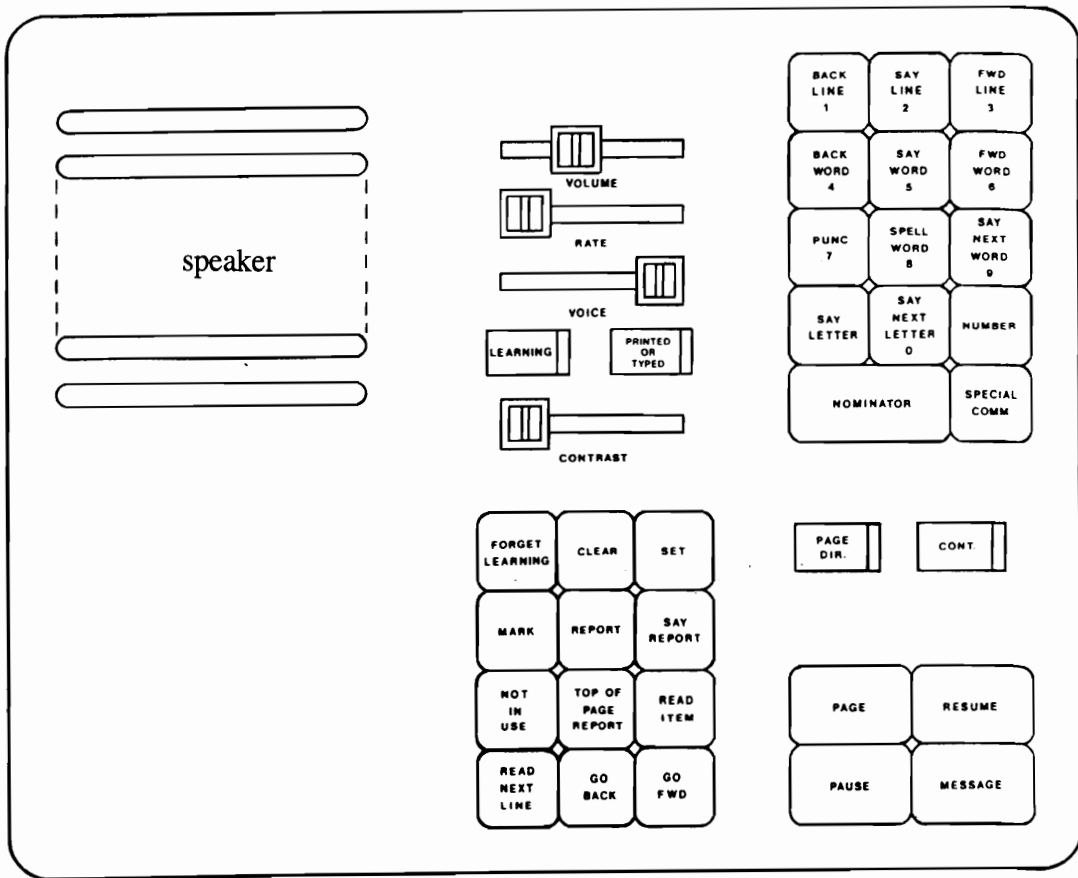 speaker
VOLUME
RATE
VOICE
LEARNING
PRINTED
OR
TYPED
CONTRAST
BACK
LINE
1
SAY
LINE
2
FWD
LINE
3
BACK
WORD
4
SAY
WORD
5
FWD
WORD
6
PUNC
7
SPELL
WORD
8
SAY
NEXT
WORD
9
SAY
LETTER
SAY
NEXT
LETTER
0
NUMBER
NOMINATOR
SPECIAL
COMM
FORGET
LEARNING
CLEAR
SET
MARK
REPORT
SAY
REPORT
NOT
IN
USE
TOP OF
PAGE
REPORT
READ
ITEM
READ
NEXT
LINE
GO
BACK
GO
FWD
PAGE
DIR.
CONT.
PAGE
RESUME
PAUSE
MESSAGE